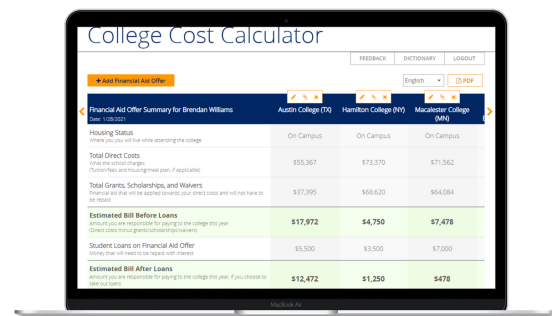 College Cost Calculator
FEEDBACK DICTIONARY LOGOUT
+ Add Financial Aid Offer English PDF
Financial Aid Offer Summary for Brendan Williams
Date: 1/28/2021
Austin College (TX) Hamilton College (NY) Macalester College (MN)
Housing Status On Campus On Campus On Campus
Where you you will live while attending the college
Total Direct Costs $55,367 $73,370 $71,562
What the school charges
(Tuition/fees and housing/meal plan, if applicable)
Total Grants, Scholarships, and Waivers $37,395 $68,620 $64,084
Financial aid that will be applied towards your direct costs and will not have to
be repaid
Estimated Bill Before Loans $17,972 $4,750 $7,478
Amount you are responsible for paying to the college this year
(Direct costs minus grants/scholarships/waivers)
Student Loans on Financial Aid Offer $5,500 $3,500 $7,000
Money that will need to be repaid with interest
Estimated Bill After Loans $12,472 $1,250 $478
Amount you are responsible for paying to the college this year, if you choose to
take out loans
MacBook Air